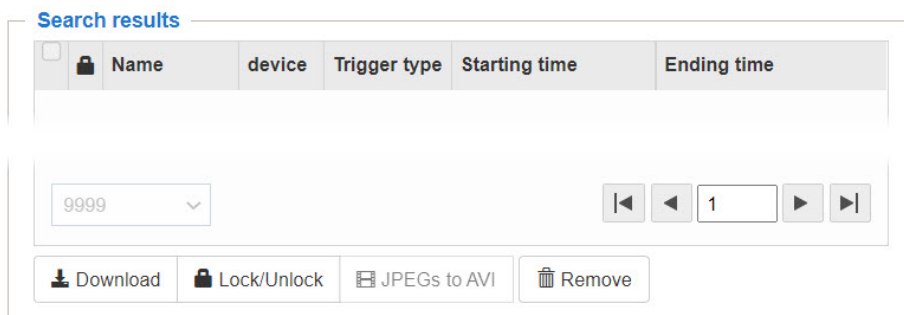 Search results
Name device Trigger type Starting time Ending time
9999 1
Download Lock/Unlock JPEGs to AVI Remove